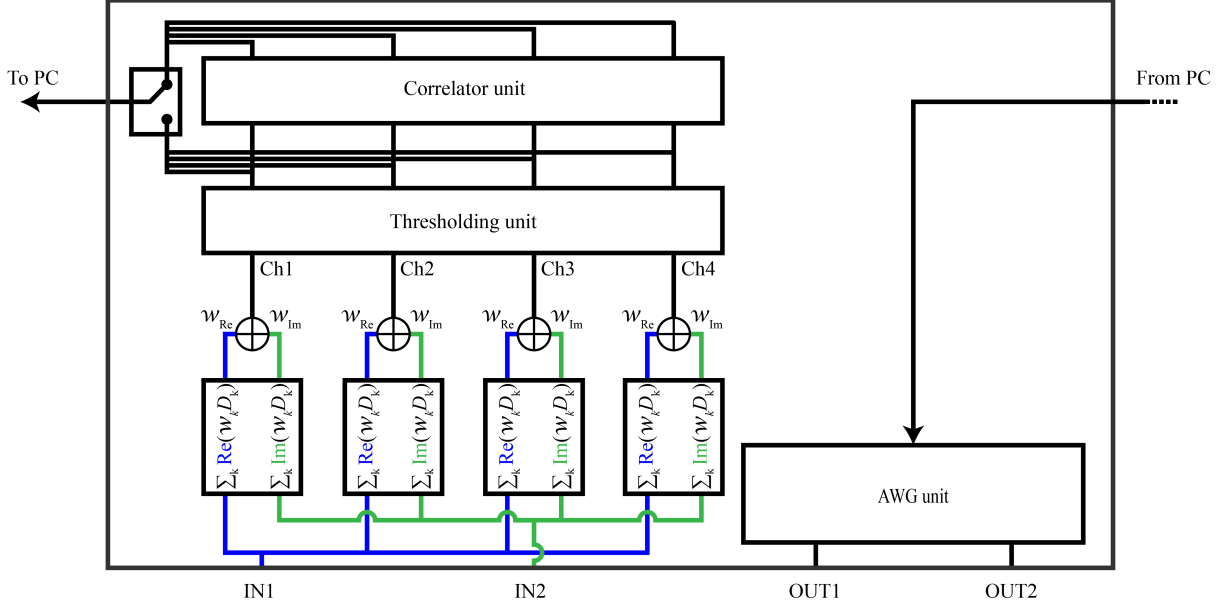 To PC
From PC
Correlator unit
Thresholding unit
Ch1 Ch2 Ch3 Ch4
𝓌Re 𝓌Im 𝓌Re 𝓌Im 𝓌Re 𝓌Im 𝓌Re 𝓌Im
∑k Re(wkDk)
∑k Im(wkDk)
∑k Re(wkDk)
∑k Im(wkDk)
∑k Re(wkDk)
∑k Im(wkDk)
∑k Re(wkDk)
∑k Im(wkDk)
AWG unit
IN1 IN2 OUT1 OUT2